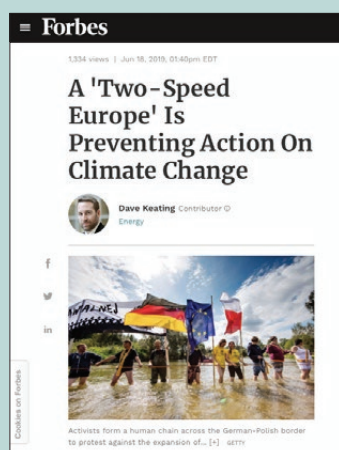 Forbes
1,334 views | Jun 18, 2019, 01:40pm EDT
A 'Two-Speed
Europe' Is
Preventing Action On
Climate Change
Dave Keating Contributor
Energy
f
in
Cookies on Forbes
Activists form a human chain across the German-Polish border
to protest against the expansion of... [+] GETTY